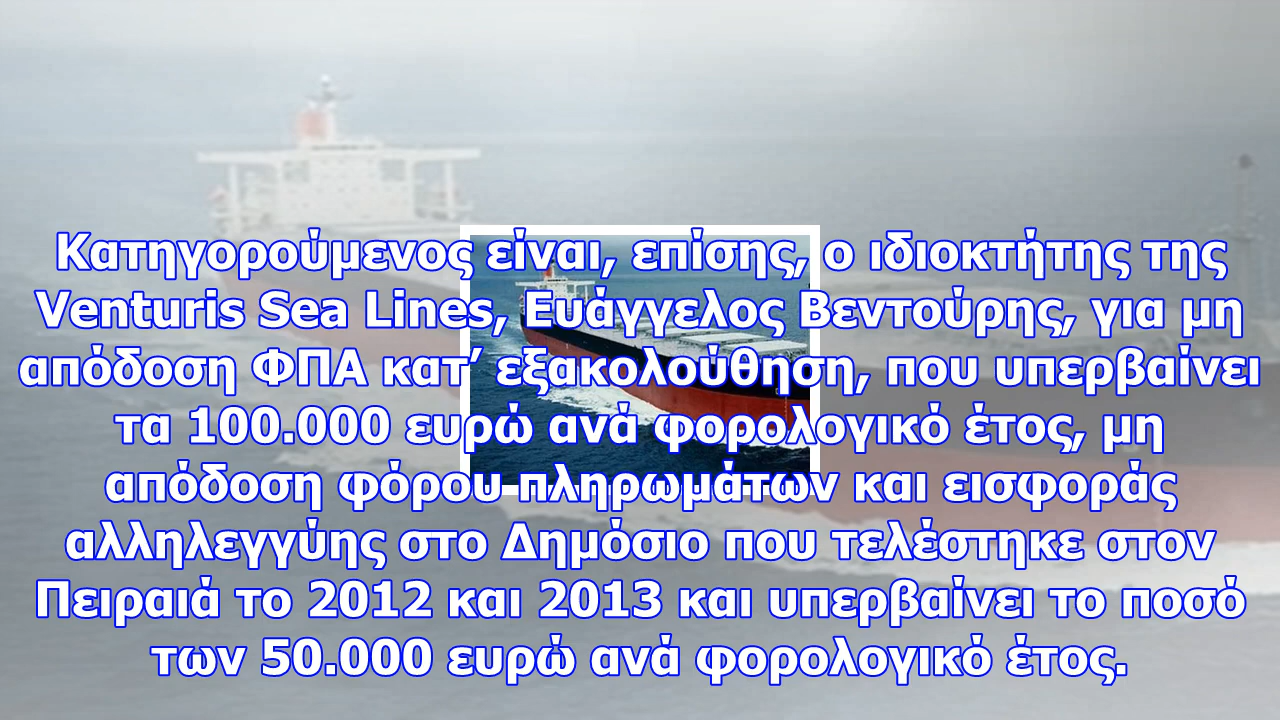 Κατηγορούμενος είναι, επίσης, ο ιδιοκτήτης της
Venturis Sea Lines, Ευάγγελος Βεντούρης, για μη
απόδοση ΦΠΑ κατ’ εξακολούθηση, που υπερβαίνει
τα 100.000 ευρώ ανά φορολογικό έτος, μη
απόδοση φόρου πληρωμάτων και εισφοράς
αλληλεγγύης στο Δημόσιο που τελέστηκε στον
Πειραιά το 2012 και 2013 και υπερβαίνει το ποσό
των 50.000 ευρώ ανά φορολογικό έτος.